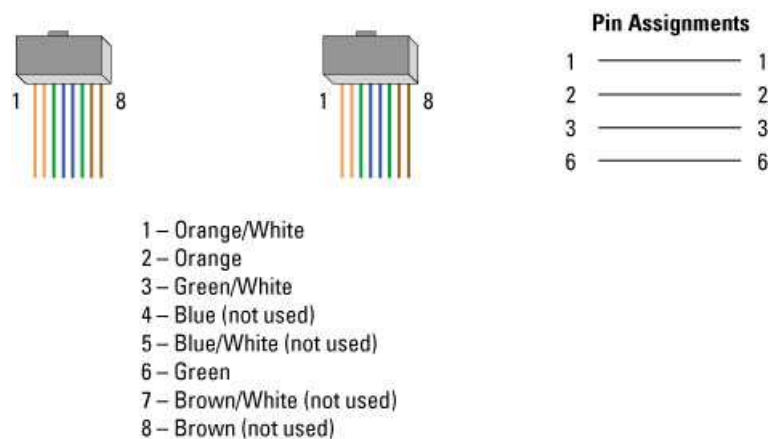 Pin Assignments
1 1
2 2
3 3
6 6
1 8
1 8
1 – Orange/White
2 – Orange
3 – Green/White
4 – Blue (not used)
5 – Blue/White (not used)
6 – Green
7 – Brown/White (not used)
8 – Brown (not used)